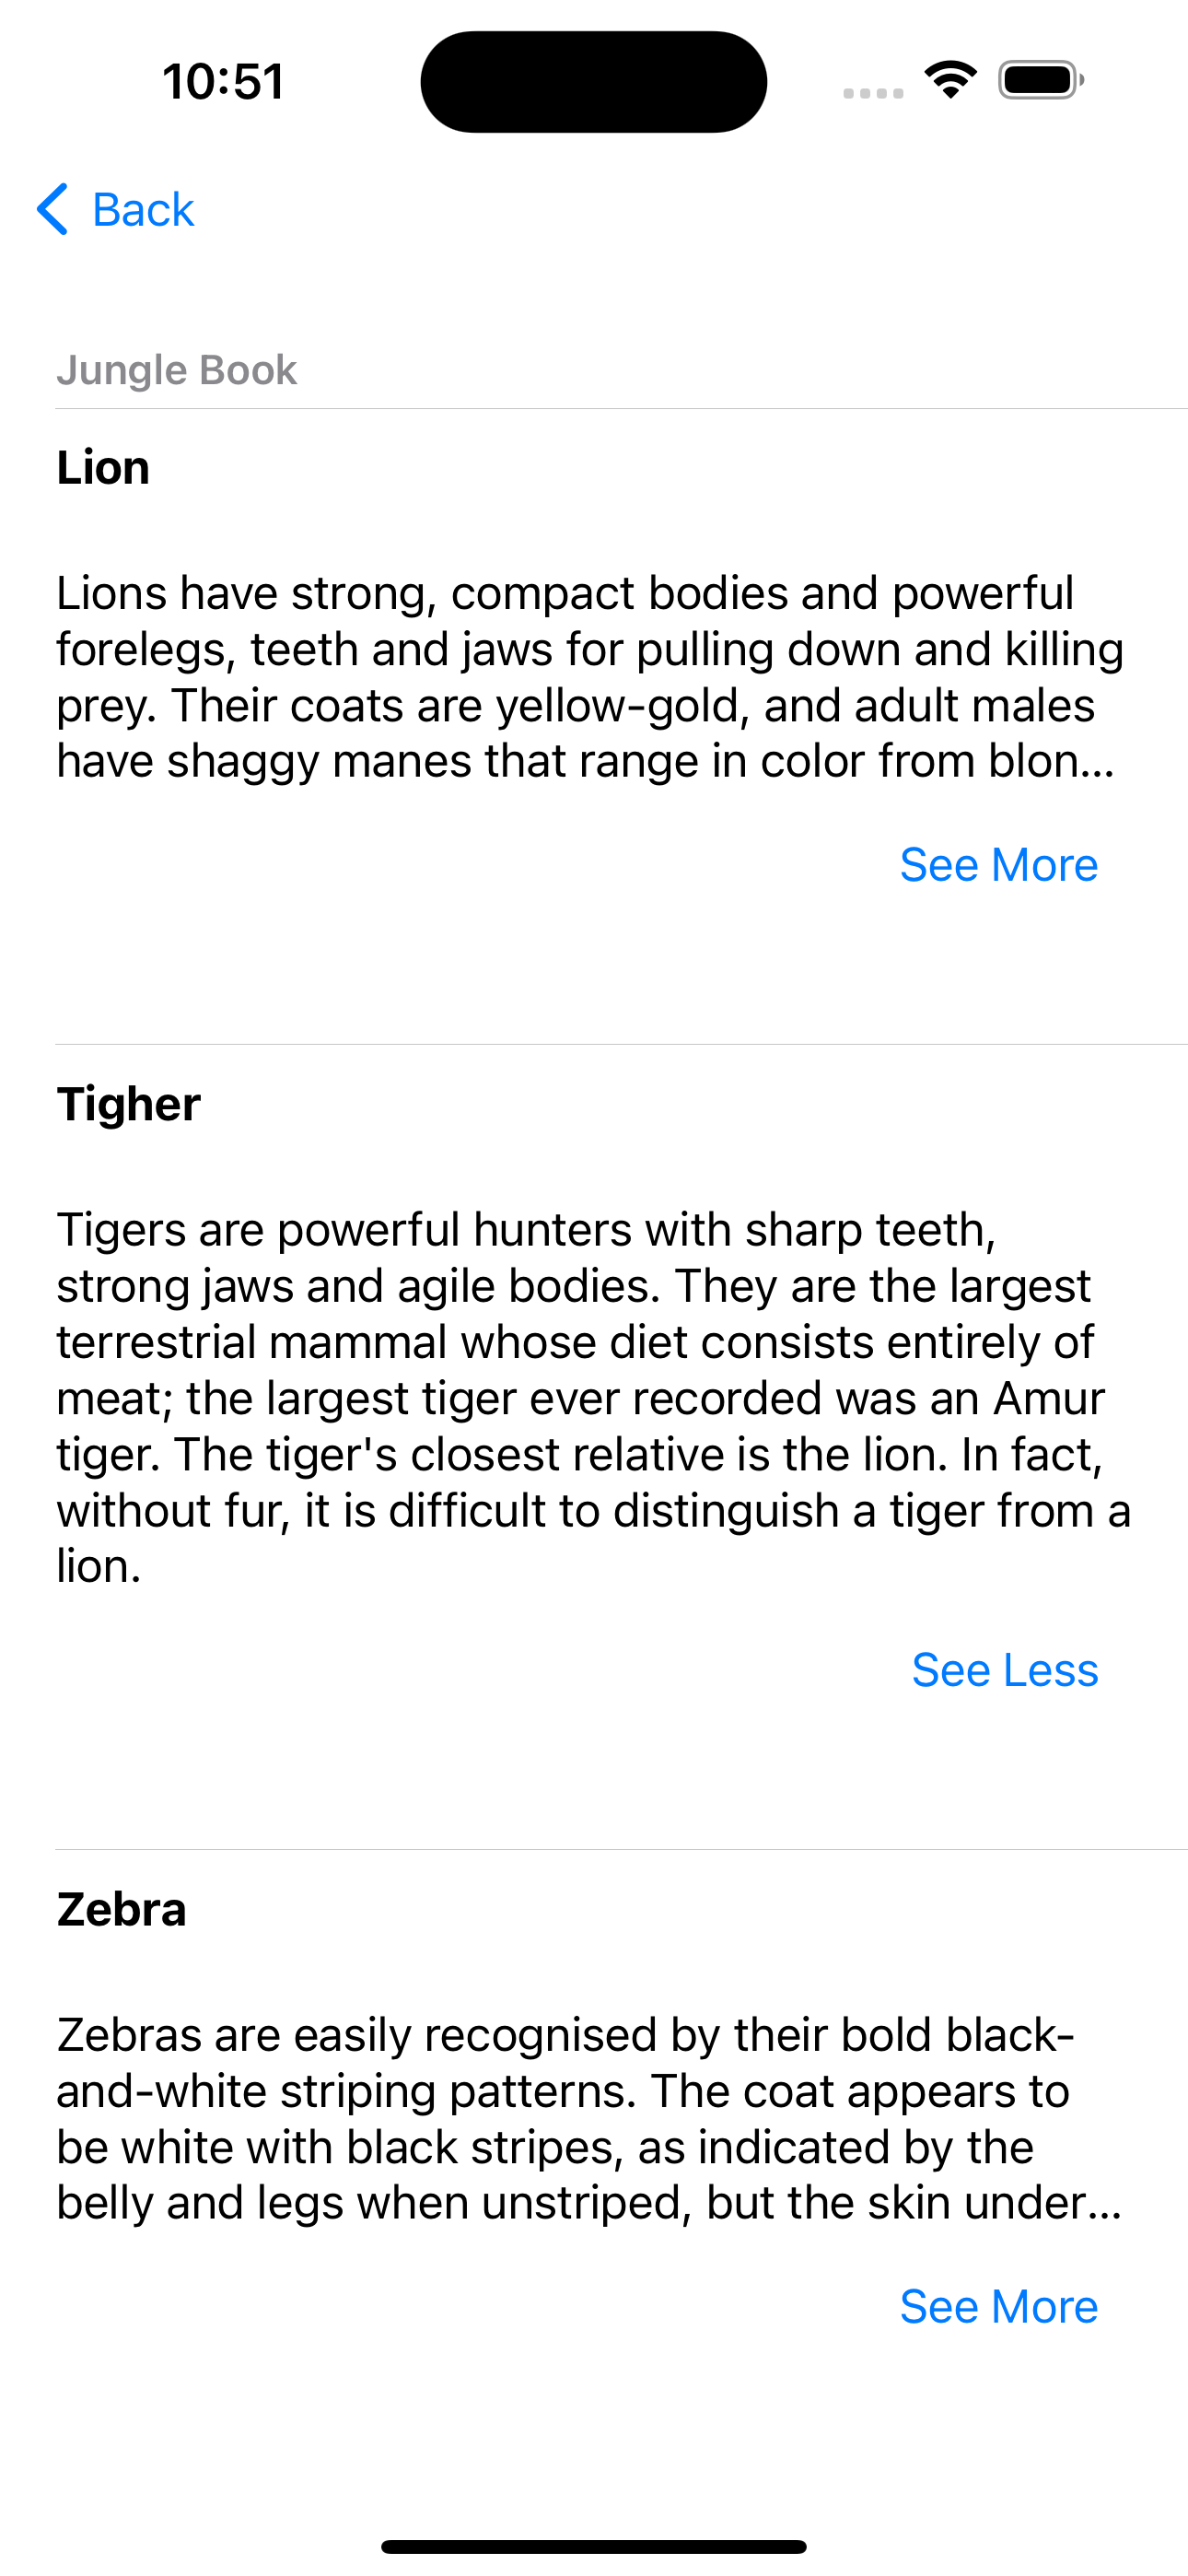 10:51
Back
Jungle Book
Lion
Lions have strong, compact bodies and powerful
forelegs, teeth and jaws for pulling down and killing
prey. Their coats are yellow-gold, and adult males
have shaggy manes that range in color from blon...
See More
Tigher
Tigers are powerful hunters with sharp teeth,
strong jaws and agile bodies. They are the largest
terrestrial mammal whose diet consists entirely of
meat; the largest tiger ever recorded was an Amur
tiger. The tiger's closest relative is the lion. In fact,
without fur, it is difficult to distinguish a tiger from a
lion.
See Less
Zebra
Zebras are easily recognised by their bold black-
and-white striping patterns. The coat appears to
be white with black stripes, as indicated by the
belly and legs when unstriped, but the skin under...
See More